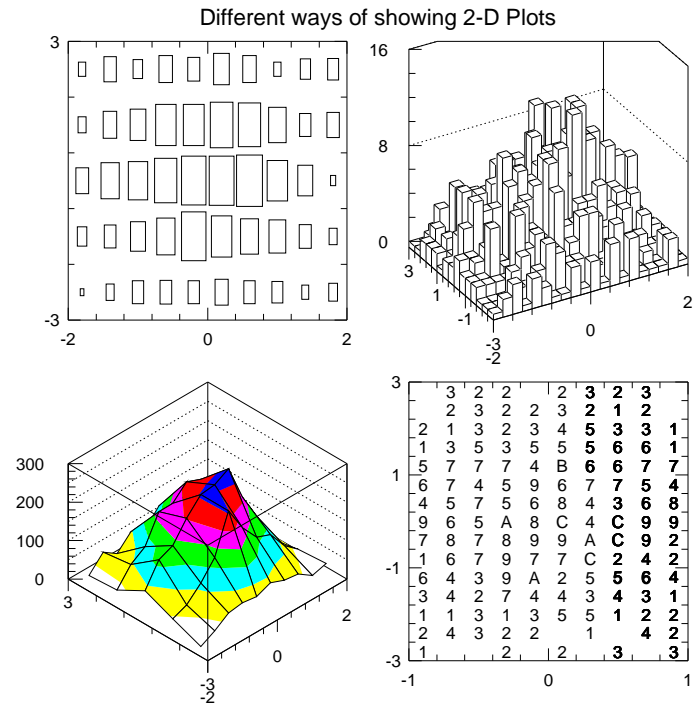 Different ways of showing 2-D Plots
3
-3
-2
0
2
16
8
0
3
1
-1
-3
-2
0
2
300
200
100
0
3
-3
-2
0
2
3
1
-1
-3
3 2 2 2 3 2 3
2 3 2 2 3 2 1 2
2 1 3 2 3 4 5 3 3 1
1 3 5 3 5 5 5 6 6 1
5 7 7 7 4 B 6 6 7 7
6 7 4 5 9 6 7 7 5 4
4 5 7 5 6 8 4 3 6 8
9 6 5 A 8 C 4 C 9 9
7 8 7 8 9 9 A C 9 2
1 6 7 9 7 7 C 2 4 2
6 4 3 9 A 2 5 5 6 4
3 4 2 7 4 4 3 4 3 1
1 1 3 1 3 5 5 1 2 2
2 4 3 2 2 1 4 2
1 2 2 3 3
-1
0
1